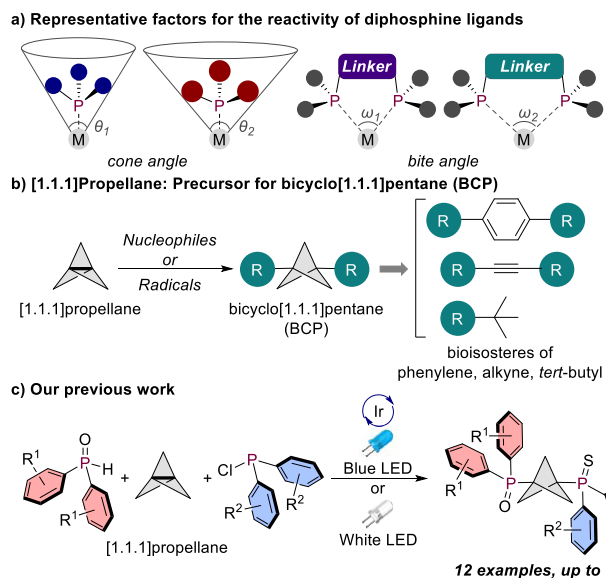 a) Representative factors for the reactivity of diphosphine ligands
Linker
Linker
P
P
P
P
P
P
θ1
θ2
ω1
ω2
M
M
M
M
cone angle
bite angle
b) [1.1.1]Propellane: Precursor for bicyclo[1.1.1]pentane (BCP)
Nucleophiles
or
Radicals
R
R
R
R
R
R
R
[1.1.1]propellane
bicyclo[1.1.1]pentane
(BCP)
bioisosteres of
phenylene, alkyne, tert-butyl
c) Our previous work
Ir
O
R1
P
H
R1
+
+
Cl
P
R2
R2
[1.1.1]propellane
Blue LED
or
White LED
R1
R1
P
O
S
P
R2
12 examples, up to